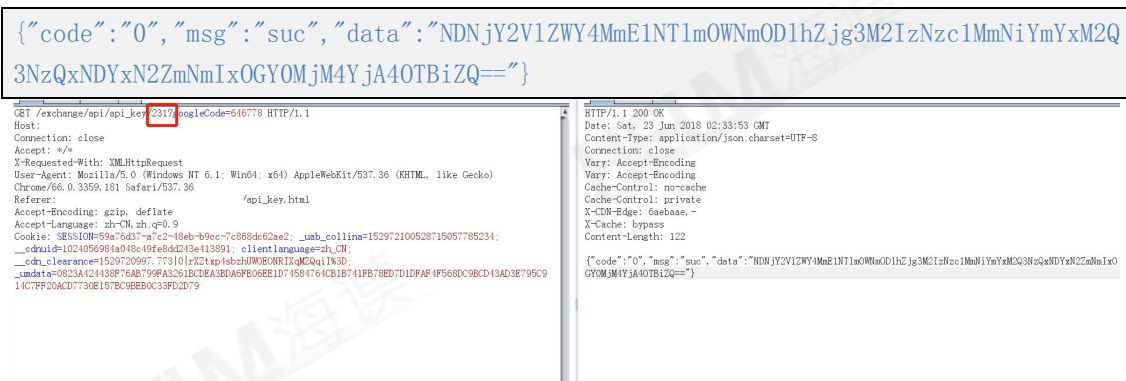 {"code":"0","msg":"suc","data":"NDNjY2VlZWY4MmE1NTlmOWNmODlhZjg3M2IzNzc1MmNiYmYxM2Q
3NzQxNDYxN2ZmNmIxOGY0MjM4YjA4OTBiZQ=="}
GET /exchange/api/api_key/231?googleCode=646778 HTTP/1.1
Host:
Connection: close
Accept: */*
X-Requested-With: XMLHttpRequest
User-Agent: Mozilla/5.0 (Windows NT 6.1; Win64; x64) AppleWebKit/537.36 (KHTML, like Gecko)
Chrome/66.0.3359.181 Safari/537.36
Referer: /api_key.html
Accept-Encoding: gzip, deflate
Accept-Language: zh-CN,zh;q=0.9
Cookie: SESSION=59a76d37-a7c2-48eb-b9cc-7c868dc62ae2; _uab_collina=152972100528715057785234;
__cdnuid=1024056984a048c49fe8dd243e413891; clientlanguage=zh_CN;
__cdn_clearance=1529720997.773|0|rXZtxp4sbzhUWOEONRIXqMZQqiI%3D;
_umdata=0823A424438F76AB799FA3261BCDEA3BDA6FE06EE1D74584764CB1B741FB78ED7D1DFAF4F568DC9BCD43AD3E795C9
14C7FF20ACD7730E157BC9BEB0C33FD2D79
HTTP/1.1 200 OK
Date: Sat, 23 Jun 2018 02:33:53 GMT
Content-Type: application/json;charset=UTF-8
Connection: close
Vary: Accept-Encoding
Vary: Accept-Encoding
Cache-Control: no-cache
Cache-Control: private
X-CDN-Edge: 6aebaae,-
X-Cache: bypass
Content-Length: 122
{"code":"0","msg":"suc","data":"NDNjY2VlZWY4MmE1NTlmOWNmODlhZjg3M2IzNzc1MmNiYmYxM2Q3NzQxNDYxN2ZmNmIxO
GY0MjM4YjA4OTBiZQ=="}